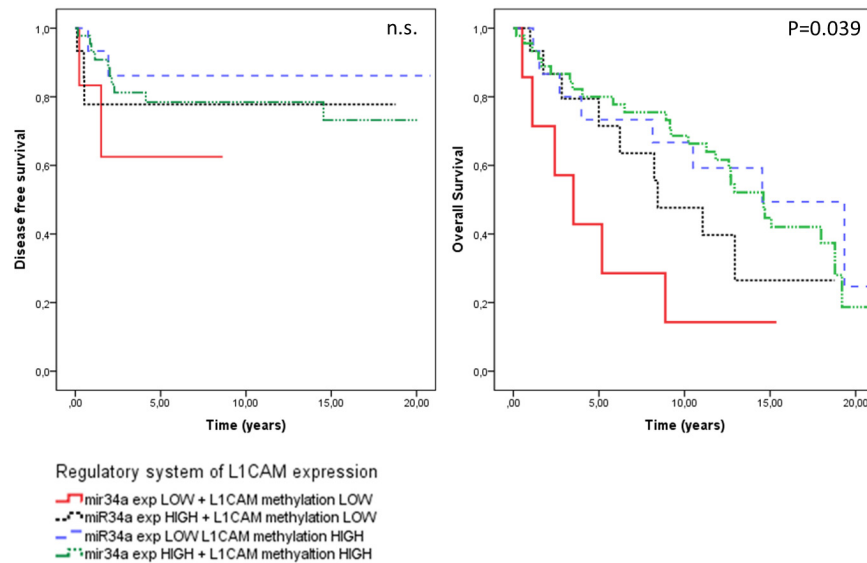 n.s.
P=0.039
Disease free survival
1,0
0,8
0,6
0,4
0,2
0,0
,00
5,00
10,00
15,00
20,00
Time (years)
Overall Survival
1,0
0,8
0,6
0,4
0,2
0,0
,00
5,00
10,00
15,00
20,00
Time (years)
Regulatory system of L1CAM expression
mir34a exp LOW + L1CAM methylation LOW
miR34a exp HIGH + L1CAM methylation LOW
miR34a exp LOW L1CAM methylation HIGH
mir34a exp HIGH + L1CAM methyaltion HIGH